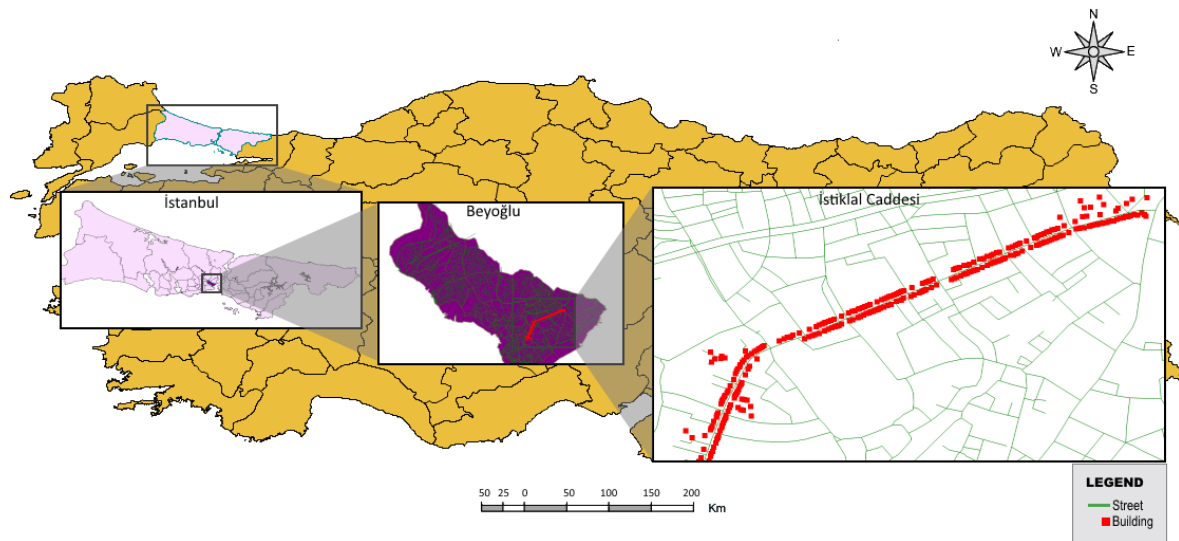 N
W E
S
İstanbul
Beyoğlu
İstiklal Caddesi
50 25 0 50 100 150 200
Km
LEGEND
Street
Building